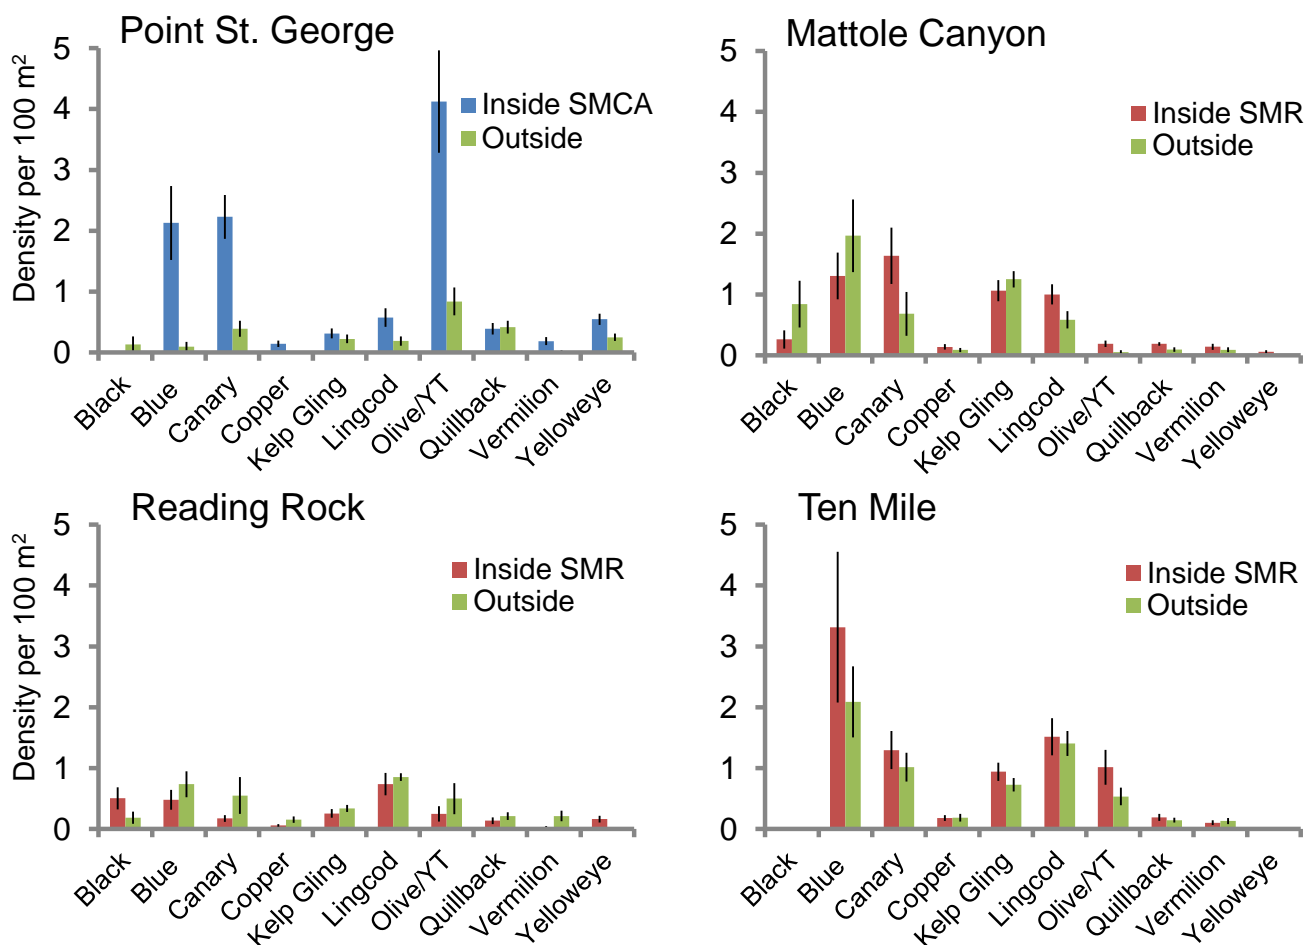 Point St. George
Density per 100 m²
5
4
3
2
1
0
Inside SMCA
Outside
Black
Blue
Canary
Copper
Kelp Gling
Lingcod
Olive/YT
Quillback
Vermilion
Yelloweye
Mattole Canyon
5
4
3
2
1
0
Inside SMR
Outside
Black
Blue
Canary
Copper
Kelp Gling
Lingcod
Olive/YT
Quillback
Vermilion
Yelloweye
Reading Rock
Density per 100 m²
5
4
3
2
1
0
Inside SMR
Outside
Black
Blue
Canary
Copper
Kelp Gling
Lingcod
Olive/YT
Quillback
Vermilion
Yelloweye
Ten Mile
5
4
3
2
1
0
Inside SMR
Outside
Black
Blue
Canary
Copper
Kelp Gling
Lingcod
Olive/YT
Quillback
Vermilion
Yelloweye